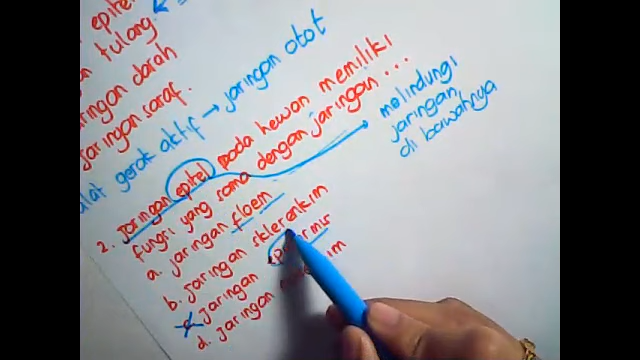 epitel
tulang
jaringan darah
jaringan saraf.
alat gerak aktif → jaringan otot
2. Jaringan epitel pada hewan memiliki
fungsi yang sama dengan jaringan ...
a. jaringan floem
b. jaringan sklerenkim
c. jaringan
d. jaringan
melindungi
jaringan
di bawahnya